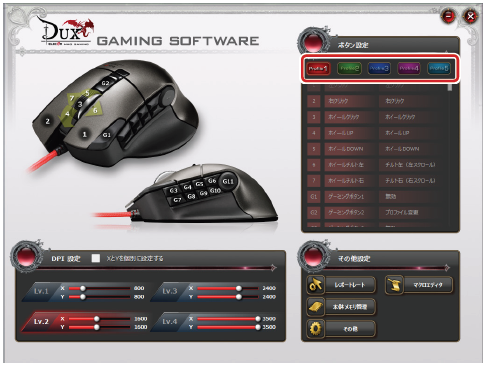 DUX
GAMING SOFTWARE
ボタン設定
Profile1 Profile2 Profile3 Profile4 Profile5
2 右クリック 右クリック
3 ホイールクリック ホイールクリック
4 ホイールUP ホイールUP
5 ホイールDOWN ホイールDOWN
6 ホイールチルト左 チルト左（左スクロール）
7 ホイールチルト右 チルト右（右スクロール）
G1 ゲーミングボタン1 無効
G2 ゲーミングボタン2 プロファイル変更
G2
5
7
3
4
6
2
1
G1
G3 G4 G5 G6 G11
G7 G8 G9 G10
DPI 設定
XとYを個別に設定する
Lv.1 X 800
Y 800
Lv.2 X 1600
Y 1600
Lv.3 X 2400
Y 2400
Lv.4 X 3500
Y 3500
その他設定
レポートレート
マクロエディタ
本体メモリ管理
その他